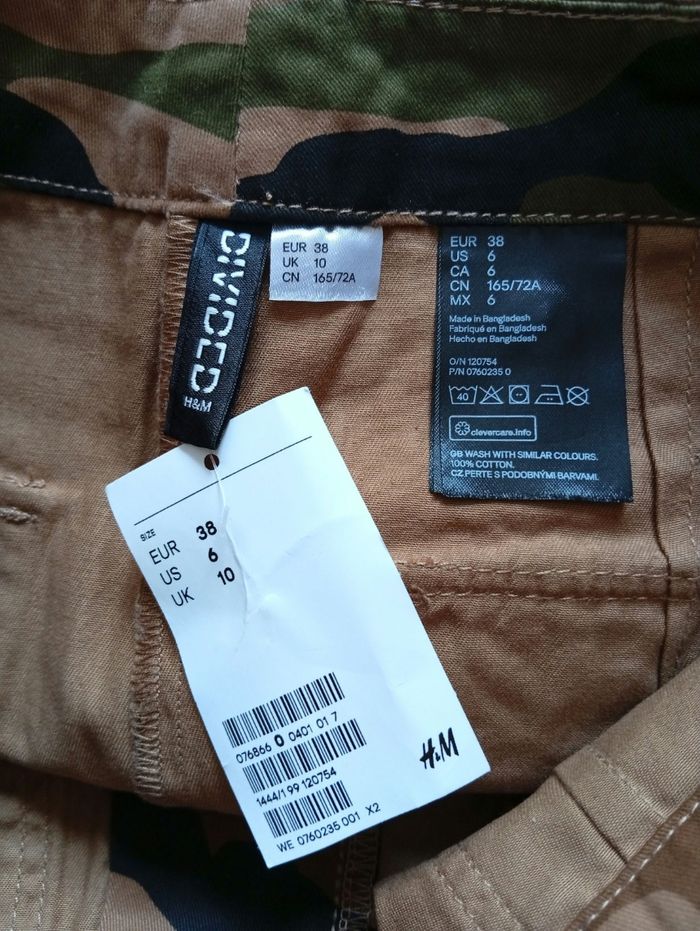 DIVIDED
H&M
EUR 38
UK 10
CN 165/72A
EUR 38
US 6
CA 6
CN 165/72A
MX 6
Made in Bangladesh
Fabriqué en Bangladesh
Hecho en Bangladesh
O/N 120754
P/N 0760235 0
40
clevercare.info
GB WASH WITH SIMILAR COLOURS.
100% COTTON.
CZ PERTE S PODOBNÝMI BARVAMI.
SIZE
EUR 38
US 6
UK 10
076866 0 0401 01 7
1444/1 99 120754
WE 0760235 001 X2
H&M